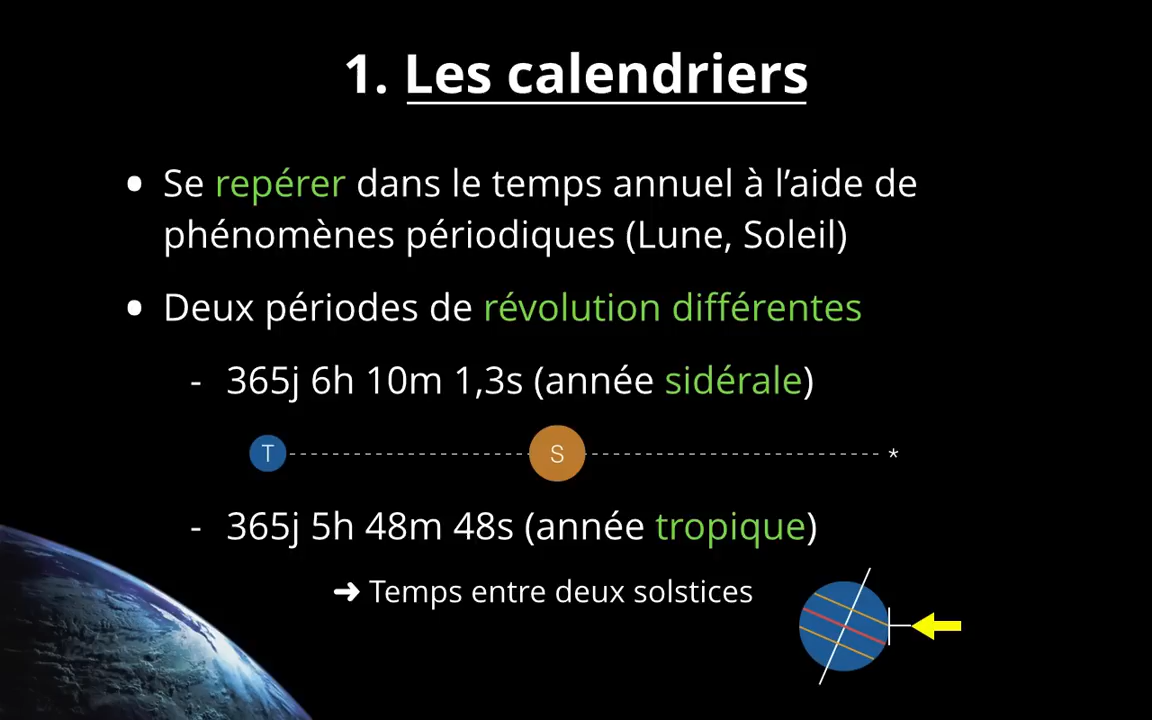 1. Les calendriers
• Se repérer dans le temps annuel à l’aide de
phénomènes périodiques (Lune, Soleil)
• Deux périodes de révolution différentes
- 365j 6h 10m 1,3s (année sidérale)
T S *
- 365j 5h 48m 48s (année tropique)
➜ Temps entre deux solstices